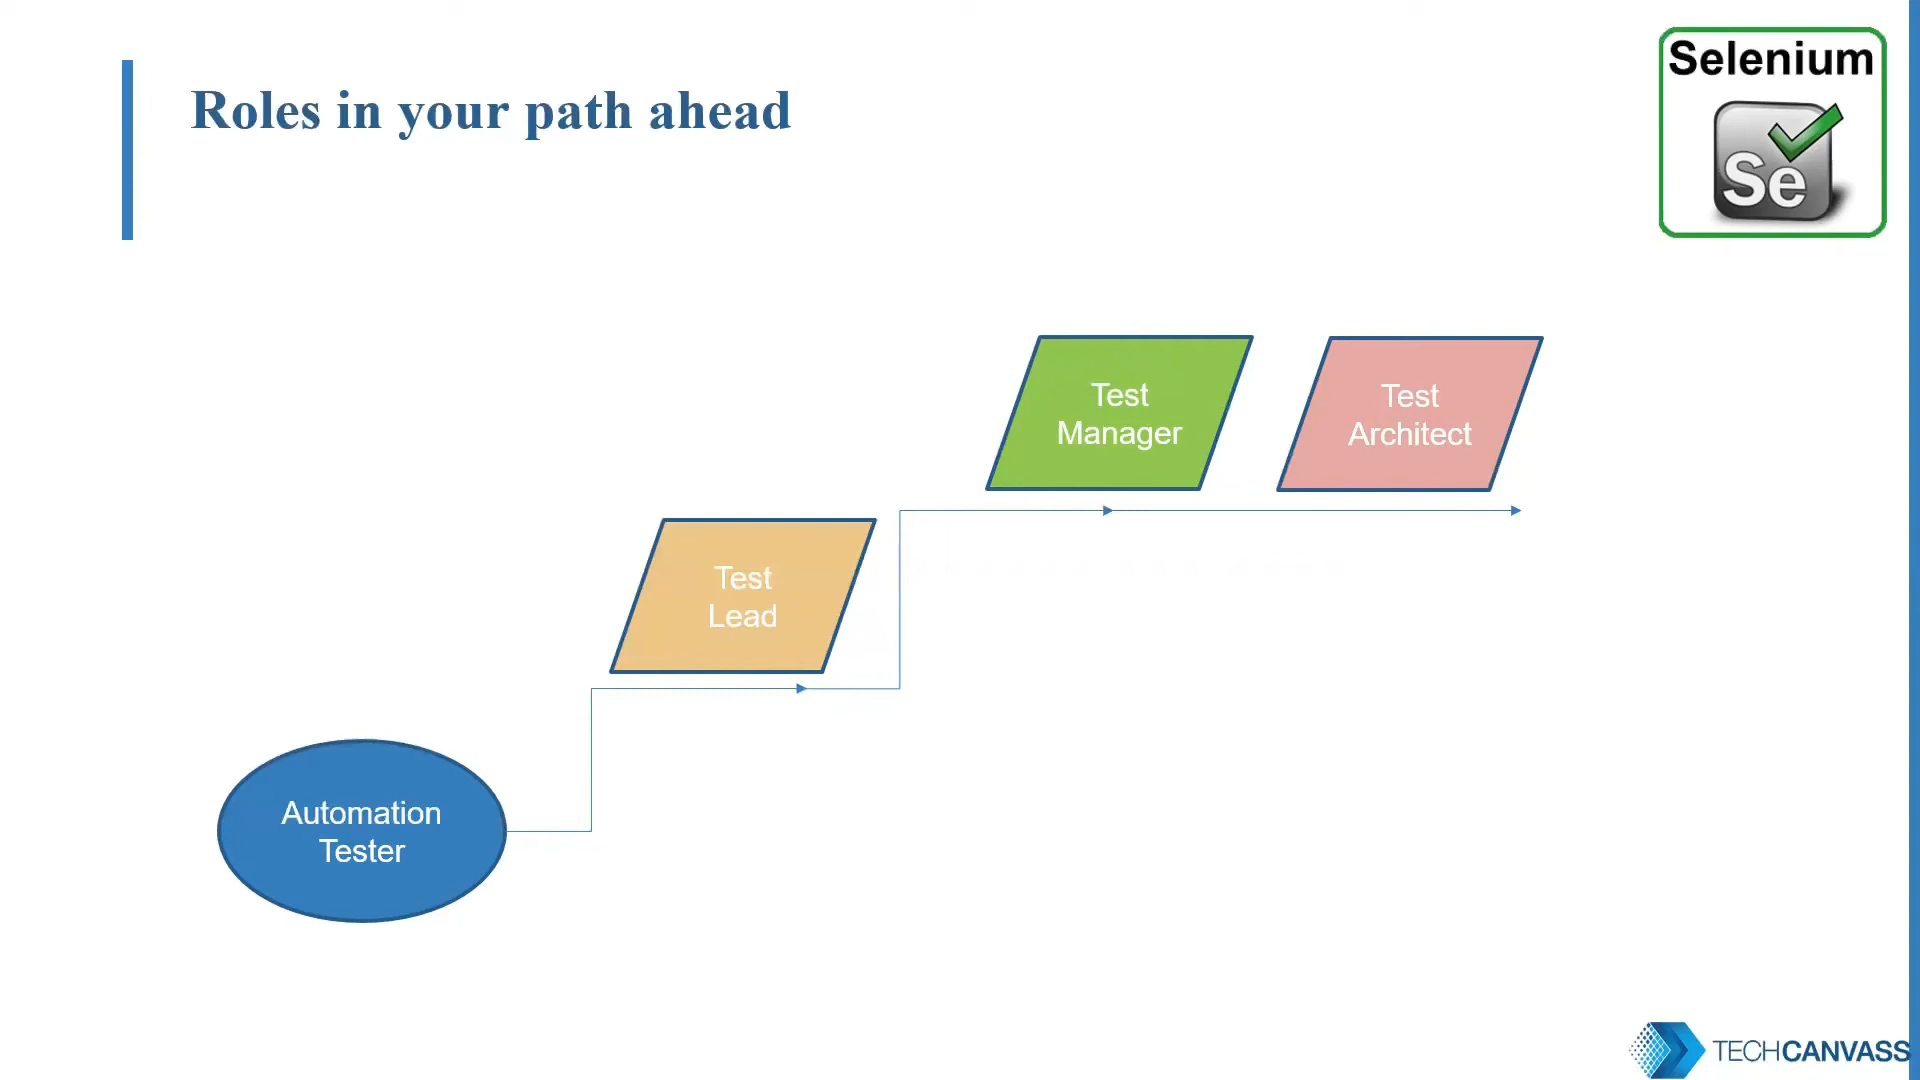 Roles in your path ahead
Selenium
Se
Test
Manager
Test
Architect
Test
Lead
Automation
Tester
TECHCANVASS